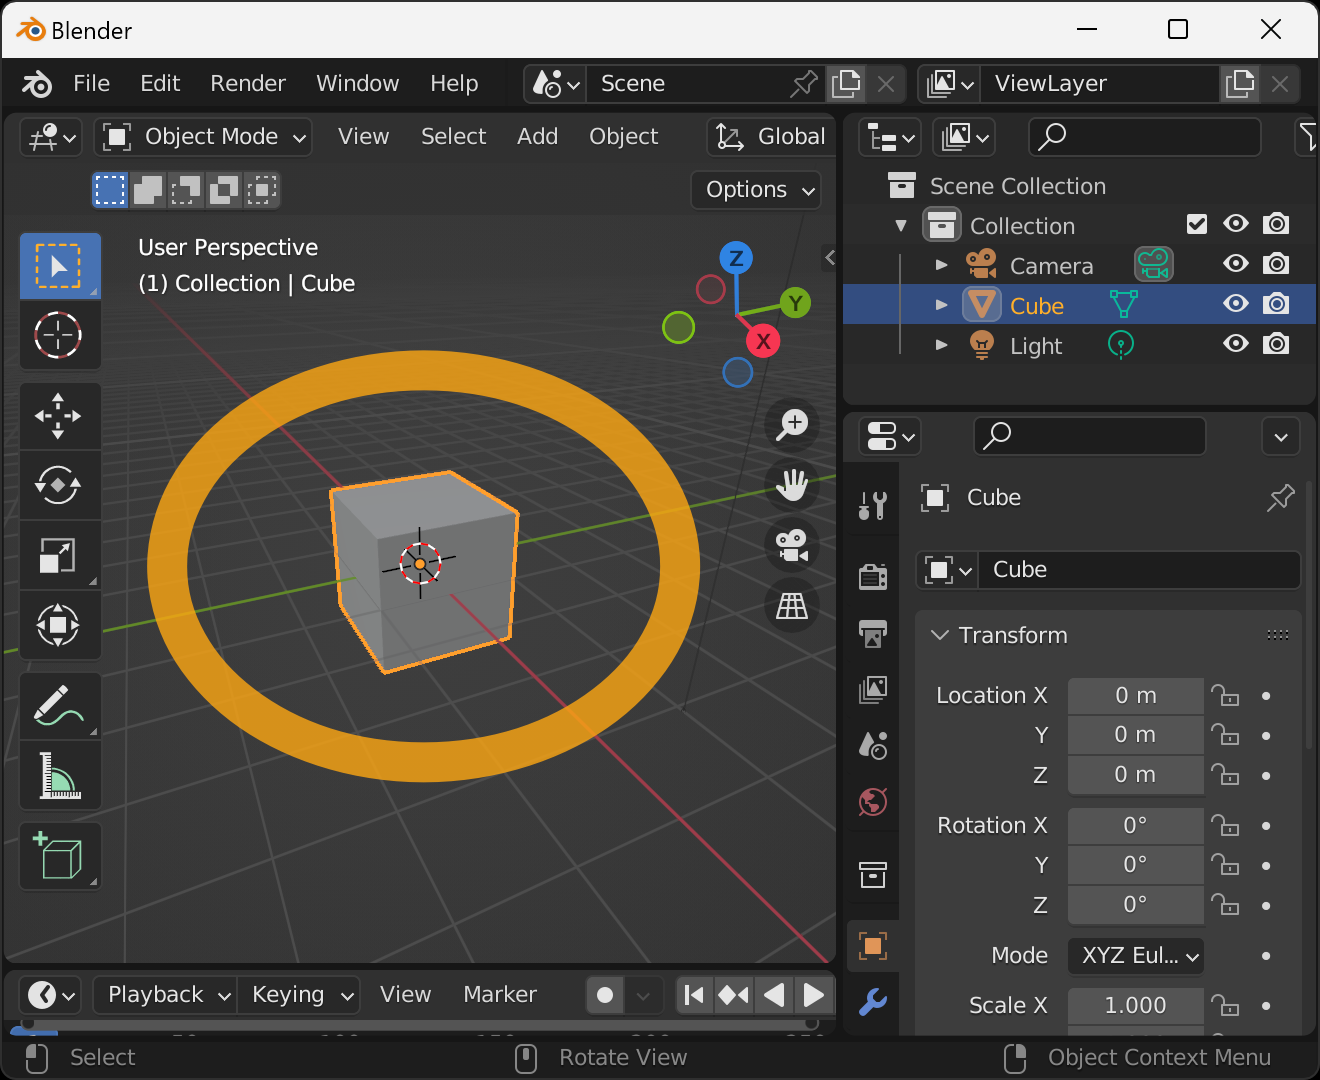 Blender
File Edit Render Window Help Scene ViewLayer
Object Mode View Select Add Object Global
Options
User Perspective
(1) Collection | Cube
Z
Y
X
Scene Collection
Collection
Camera
Cube
Light
Cube
Cube
Transform
Location X 0 m
Y 0 m
Z 0 m
Rotation X 0°
Y 0°
Z 0°
Mode XYZ Eul...
Scale X 1.000
Playback Keying View Marker
Select Rotate View Object Context Menu